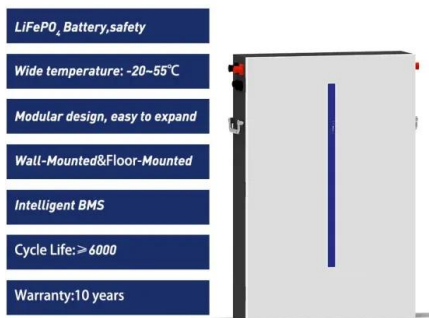 LiFePO₄ Battery,safety
Wide temperature: -20~55℃
Modular design, easy to expand
Wall-Mounted&Floor-Mounted
Intelligent BMS
Cycle Life:≥6000
Warranty:10 years